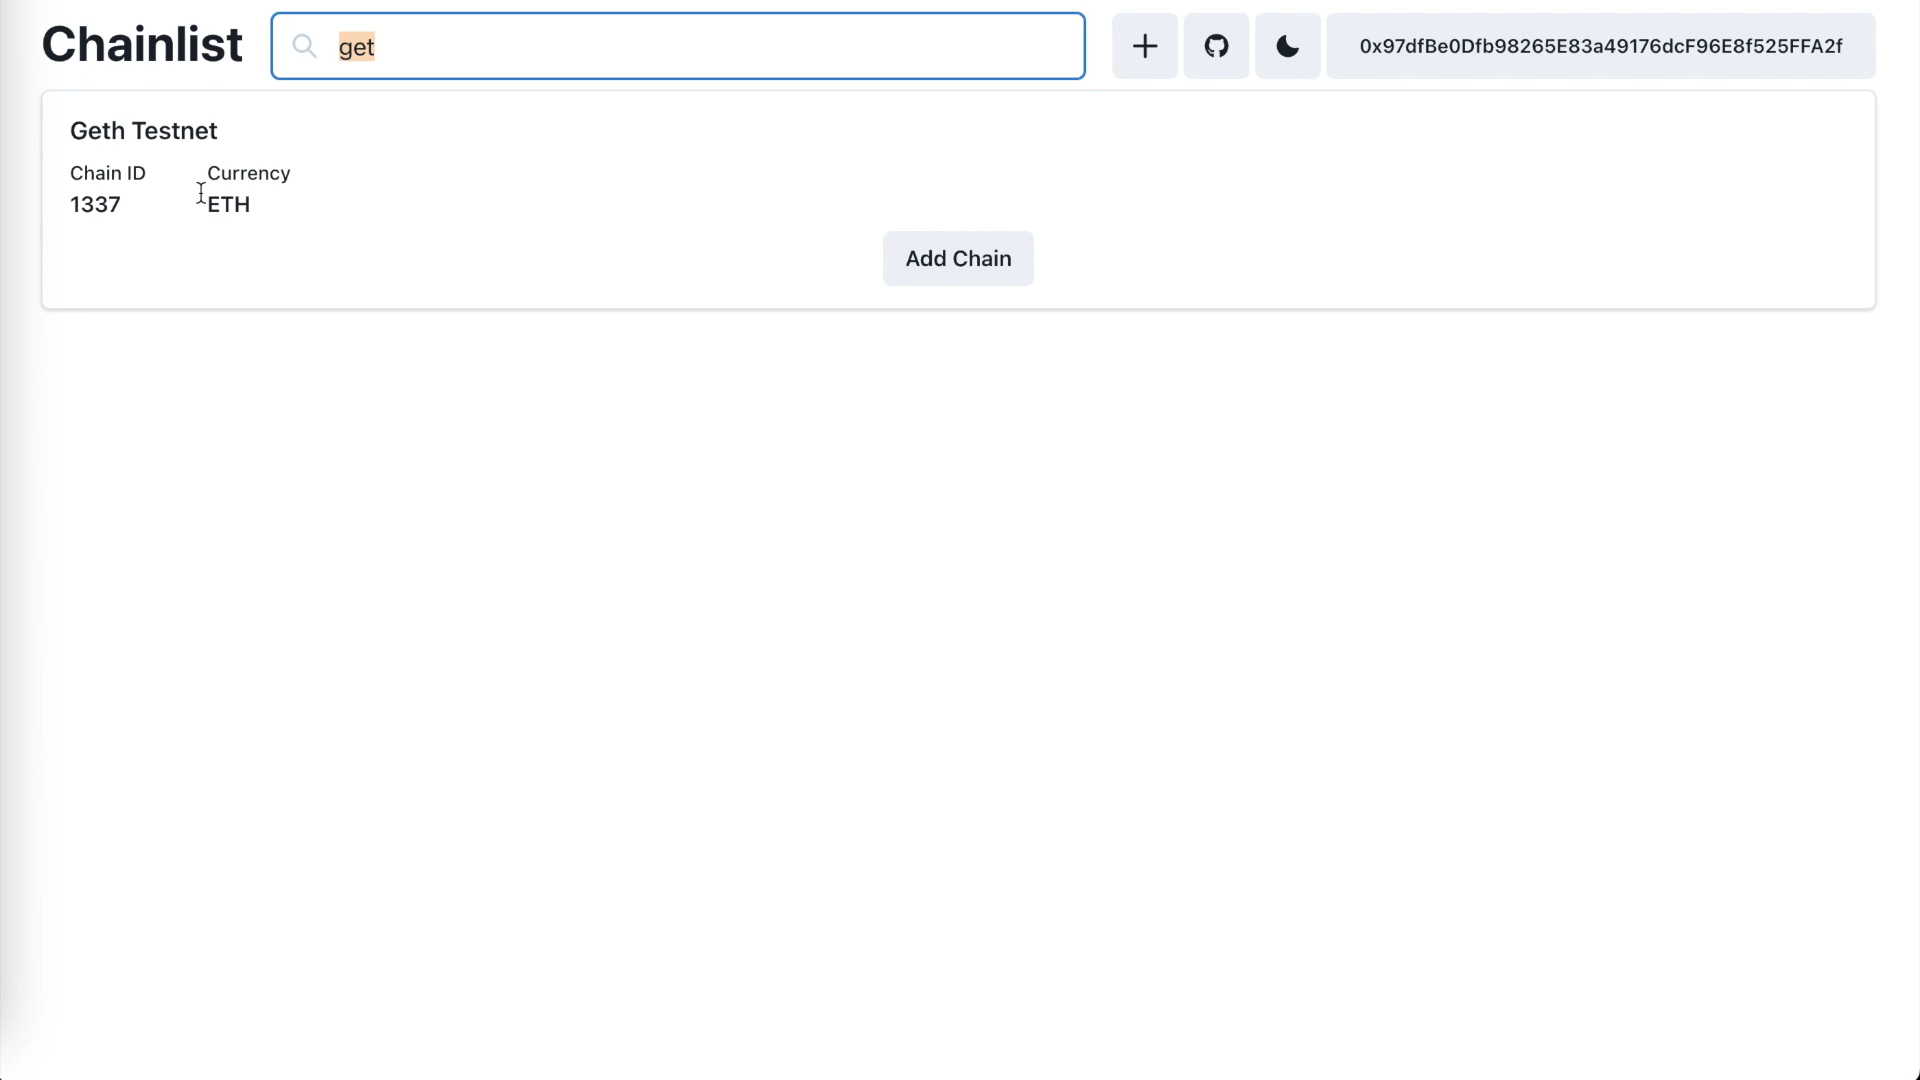 Chainlist
get
0x97dfBe0Dfb98265E83a49176dcF96E8f525FFA2f
Geth Testnet
Chain ID Currency
1337 ETH
Add Chain